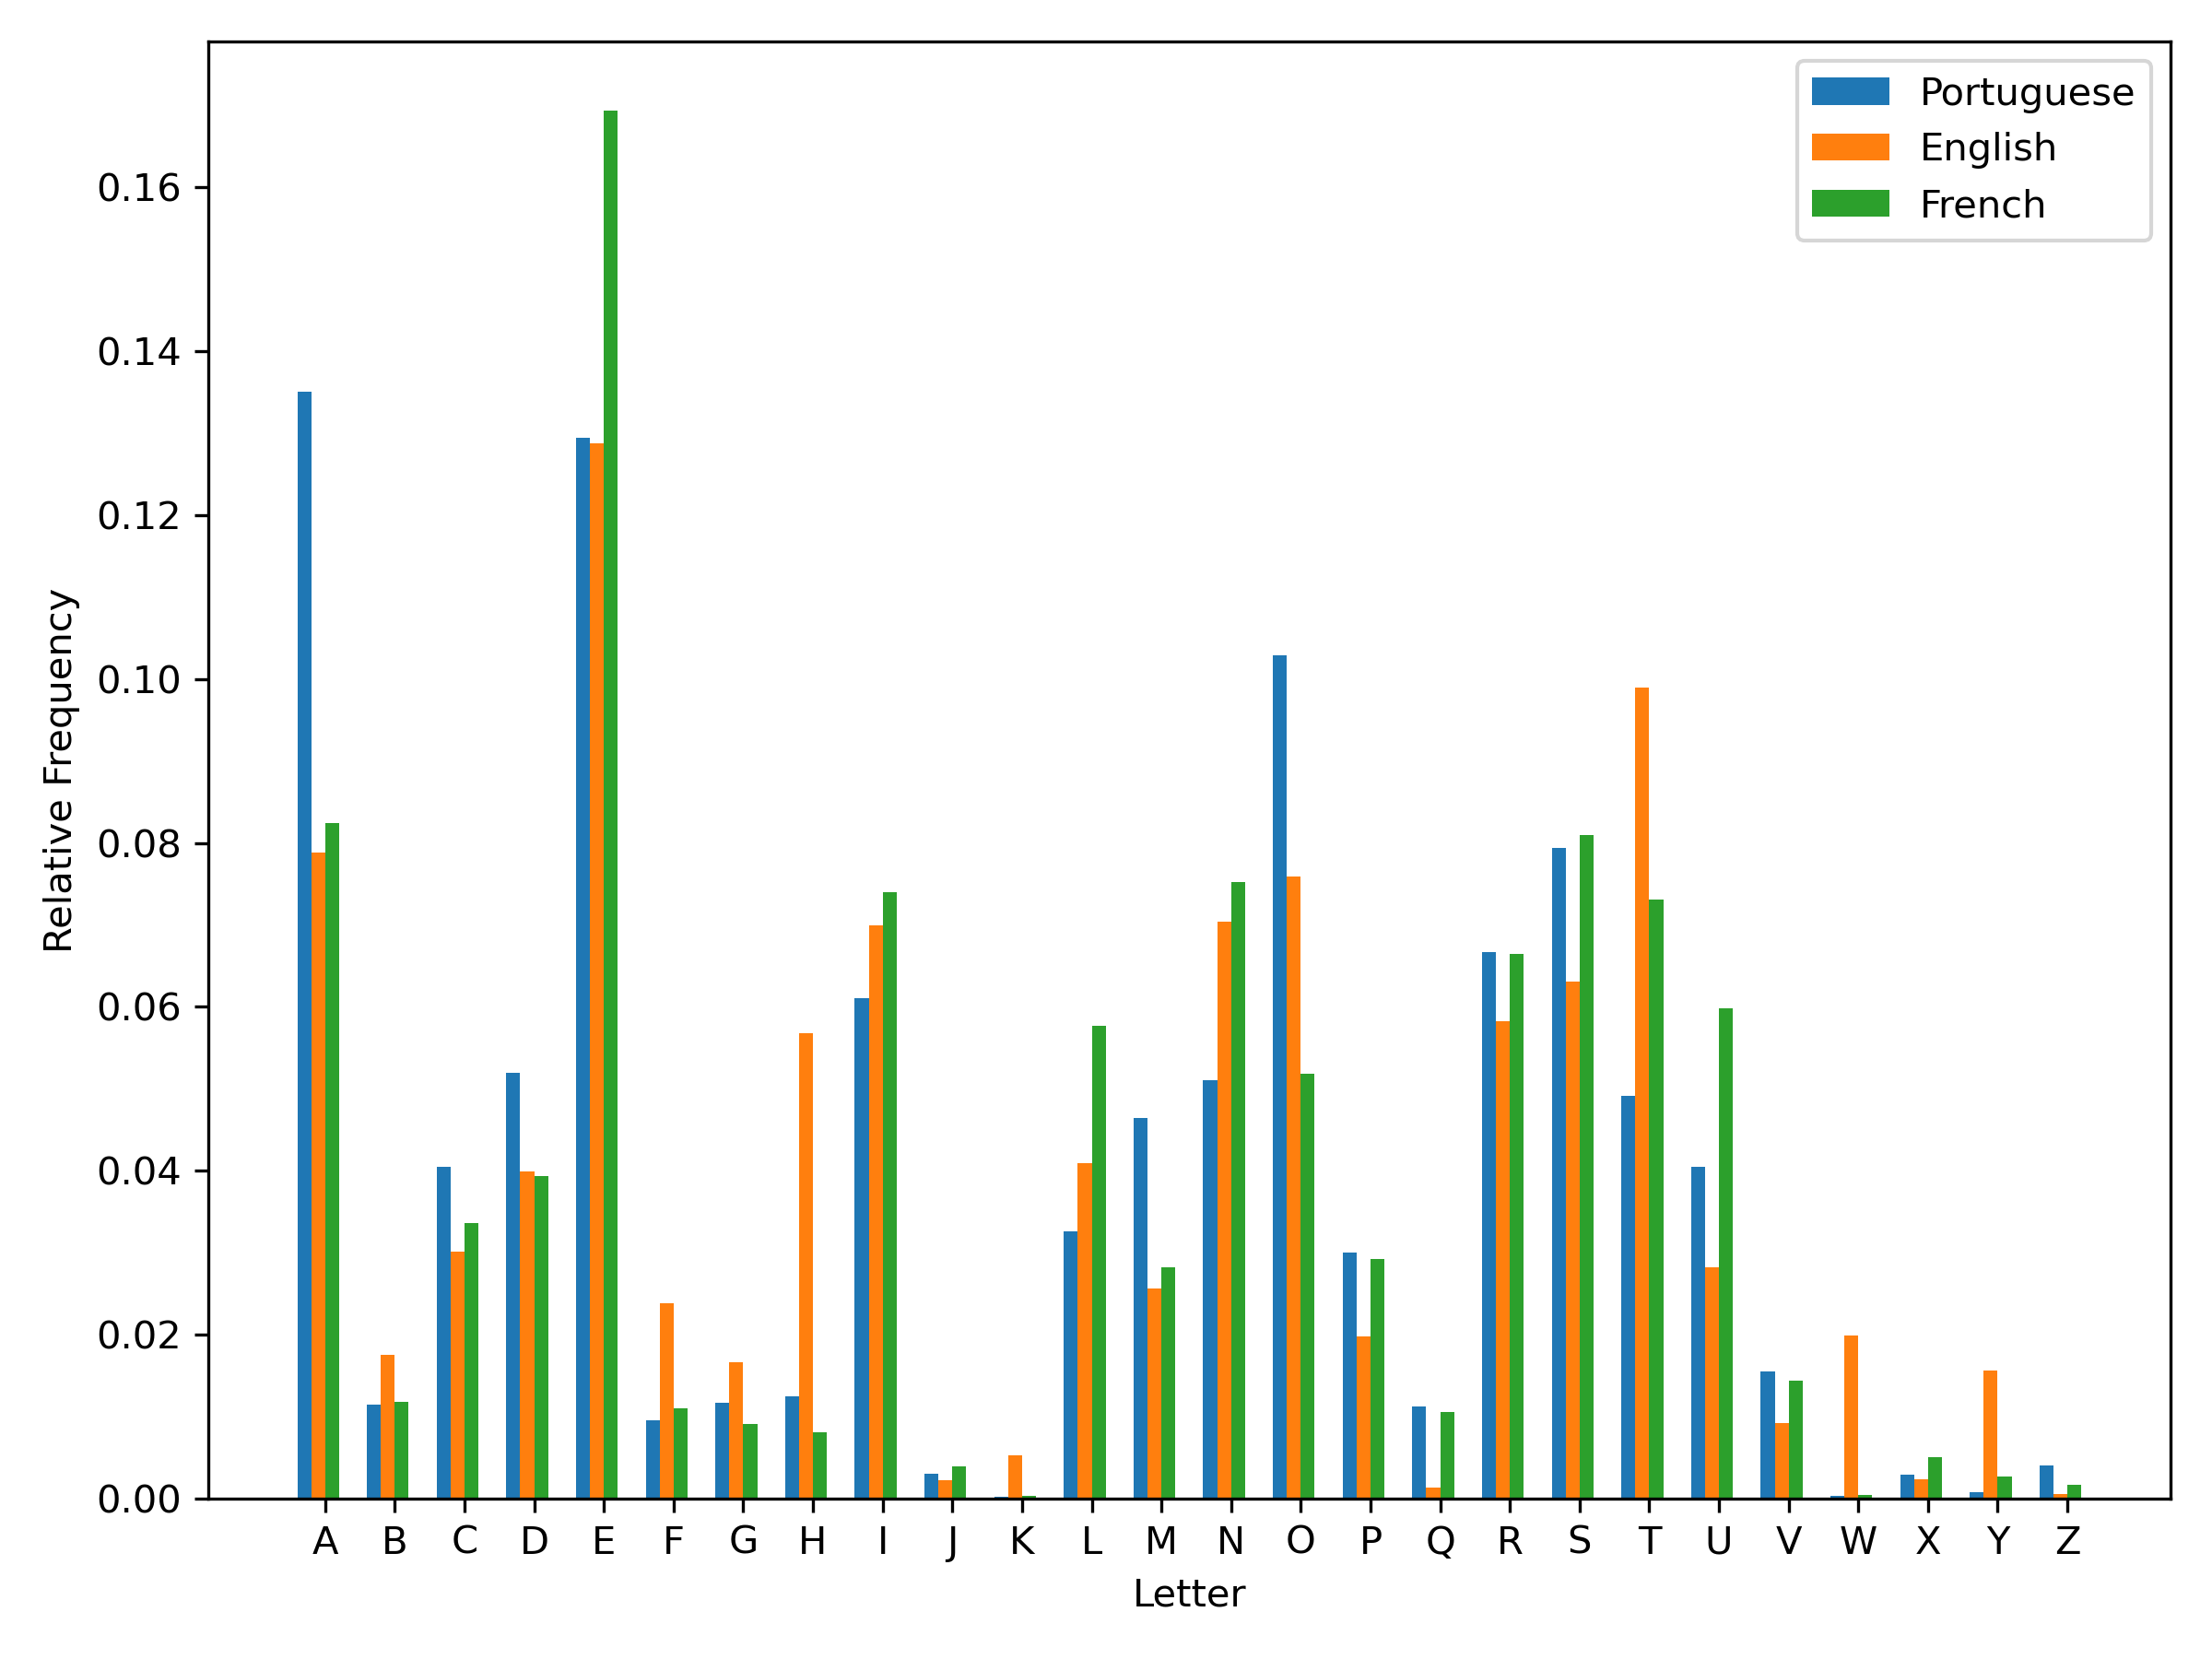 Portuguese
English
French
0.16
0.14
0.12
0.10
0.08
0.06
0.04
0.02
0.00
Relative Frequency
A B C D E F G H I J K L M N O P Q R S T U V W X Y Z
Letter